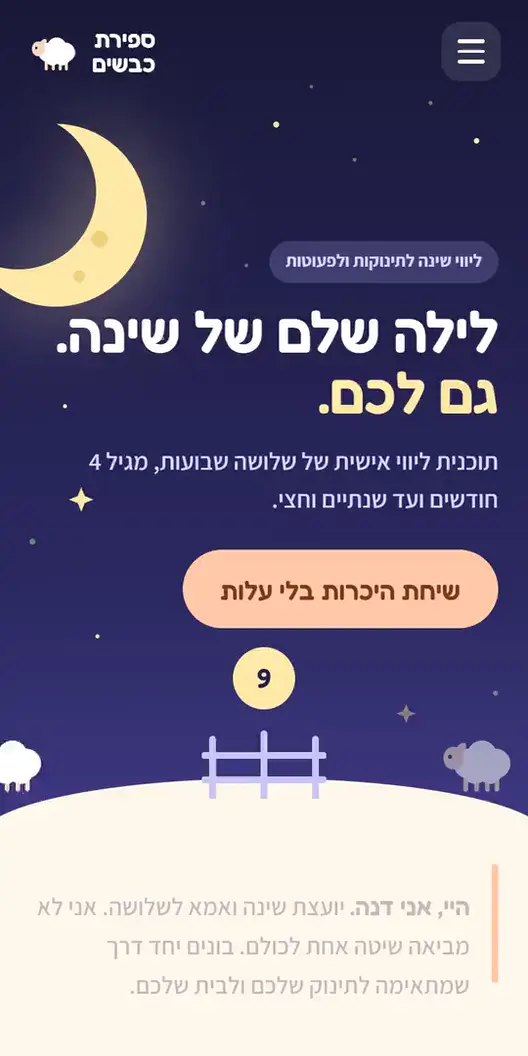 ספירת
כבשים
ליווי שינה לתינוקות ולפעוטות
לילה שלם של שינה.
גם לכם.
תוכנית ליווי אישית של שלושה שבועות, מגיל 4
חודשים ועד שנתיים וחצי.
שיחת היכרות בלי עלות
9
היי, אני דנה. יועצת שינה ואמא לשלושה. אני לא
מביאה שיטה אחת לכולם. בונים יחד דרך
שמתאימה לתינוק שלכם ולבית שלכם.